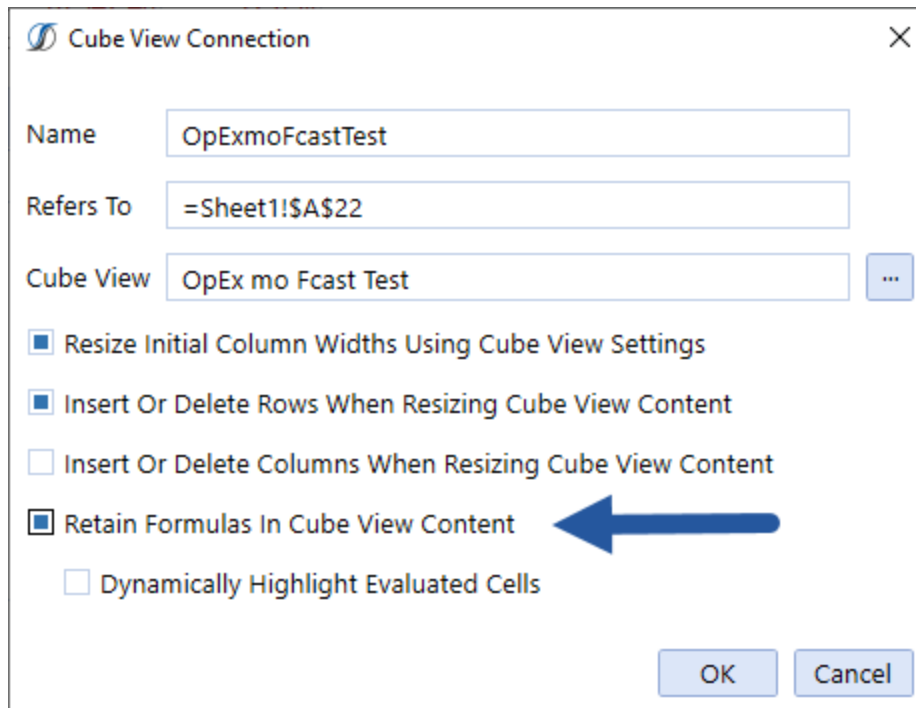 Cube View Connection
Name OpExmoFcastTest
Refers To =Sheet1!$A$22
Cube View OpEx mo Fcast Test ...
Resize Initial Column Widths Using Cube View Settings
Insert Or Delete Rows When Resizing Cube View Content
Insert Or Delete Columns When Resizing Cube View Content
Retain Formulas In Cube View Content
Dynamically Highlight Evaluated Cells
OK Cancel